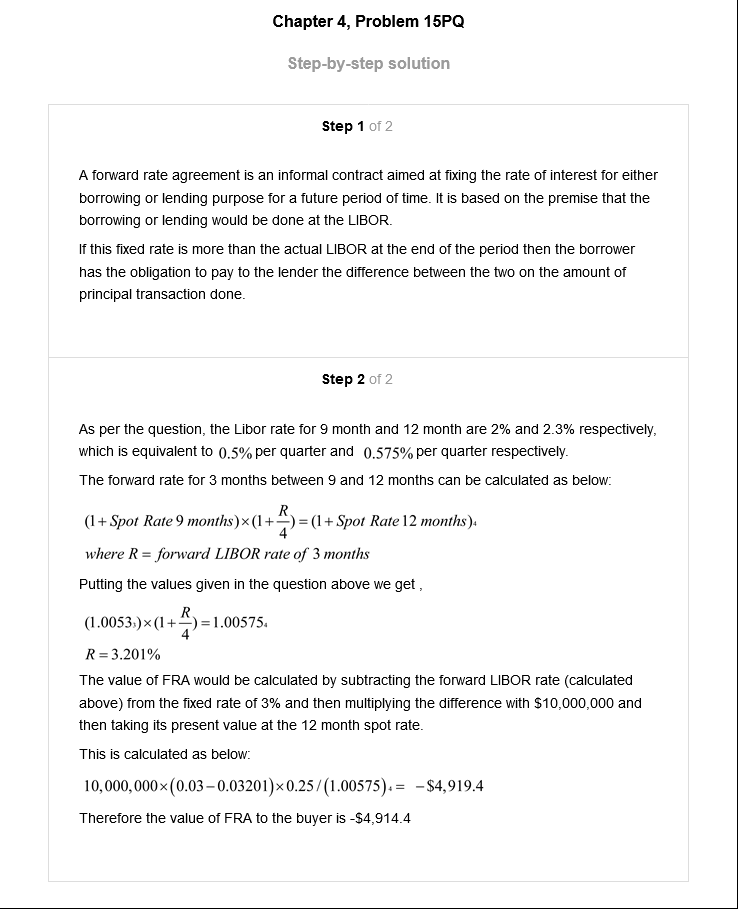 Chapter 4, Problem 15PQ
Step-by-step solution
Step 1 of 2
A forward rate agreement is an informal contract aimed at fixing the rate of interest for either
borrowing or lending purpose for a future period of time. It is based on the premise that the
borrowing or lending would be done at the LIBOR.
If this fixed rate is more than the actual LIBOR at the end of the period then the borrower
has the obligation to pay to the lender the difference between the two on the amount of
principal transaction done.
Step 2 of 2
As per the question, the Libor rate for 9 month and 12 month are 2% and 2.3% respectively,
which is equivalent to 0.5% per quarter and 0.575% per quarter respectively.
The forward rate for 3 months between 9 and 12 months can be calculated as below:
(1 + Spot Rate 9 months)×(1+R/4) = (1 + Spot Rate 12 months)₄
where R = forward LIBOR rate of 3 months
Putting the values given in the question above we get ,
(1.0053₃)×(1+R/4) = 1.00575₄
R = 3.201%
The value of FRA would be calculated by subtracting the forward LIBOR rate (calculated
above) from the fixed rate of 3% and then multiplying the difference with $10,000,000 and
then taking its present value at the 12 month spot rate.
This is calculated as below:
10,000,000×(0.03−0.03201)×0.25/(1.00575)₄ = −$4,919.4
Therefore the value of FRA to the buyer is -$4,914.4